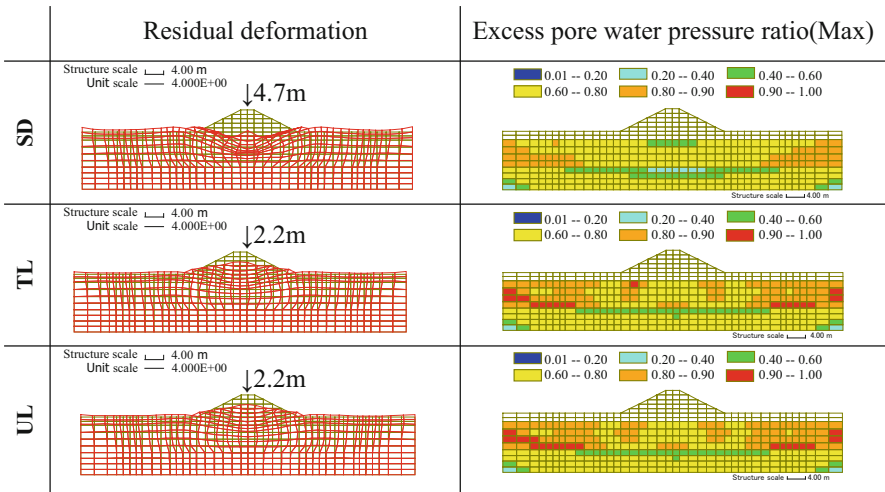 Residual deformation
Excess pore water pressure ratio(Max)
SD
Structure scale 4.00 m
Unit scale 4.000E+00
↓4.7m
0.01 -- 0.20 0.20 -- 0.40 0.40 -- 0.60
0.60 -- 0.80 0.80 -- 0.90 0.90 -- 1.00
Structure scale 4.00 m
TL
Structure scale 4.00 m
Unit scale 4.000E+00
↓2.2m
0.01 -- 0.20 0.20 -- 0.40 0.40 -- 0.60
0.60 -- 0.80 0.80 -- 0.90 0.90 -- 1.00
Structure scale 4.00 m
UL
Structure scale 4.00 m
Unit scale 4.000E+00
↓2.2m
0.01 -- 0.20 0.20 -- 0.40 0.40 -- 0.60
0.60 -- 0.80 0.80 -- 0.90 0.90 -- 1.00
Structure scale 4.00 m